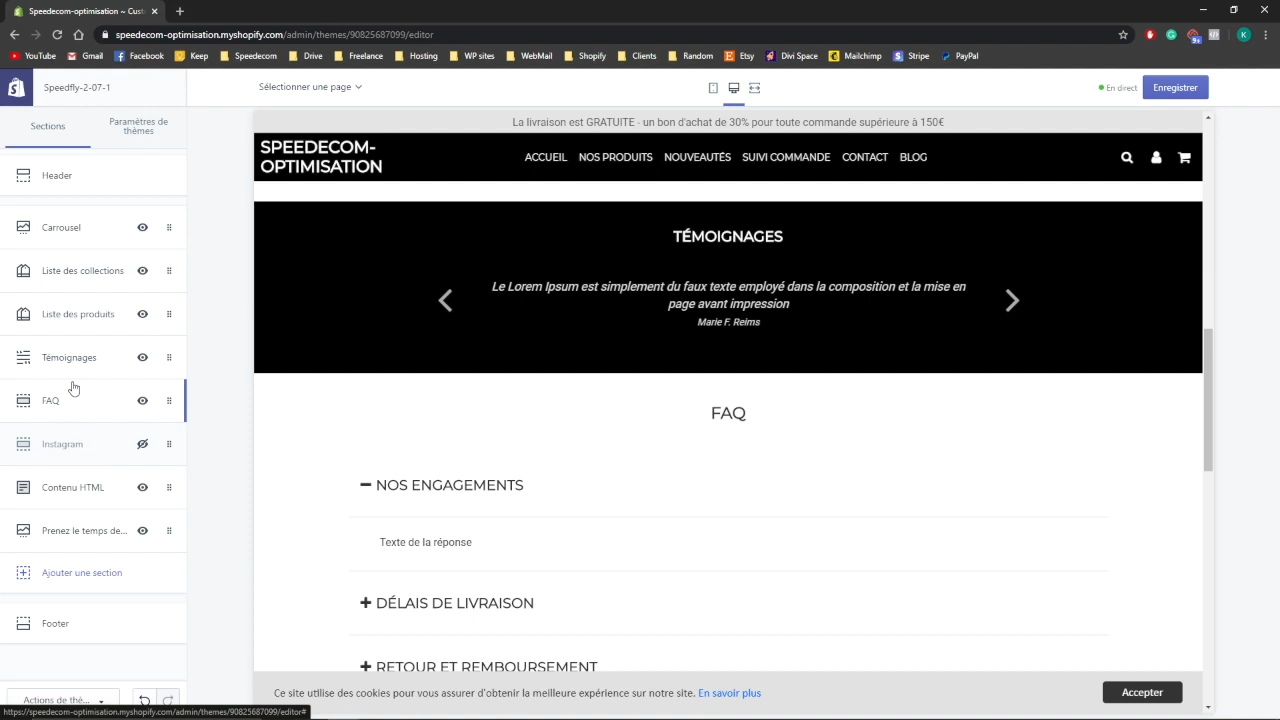 Speedecom-optimisation ~ Cust
speedecom-optimisation.myshopify.com/admin/themes/90825687099/editor
YouTube Gmail Facebook Keep Speedecom Drive Freelance Hosting WP sites WebMail Shopify Clients Random Etsy Divi Space Mailchimp Stripe PayPal
Speedfly-2-07-1
Sélectionner une page
En direct
Enregistrer
Sections
Paramètres de
thèmes
Header
Carrousel
Liste des collections
Liste des produits
Témoignages
FAQ
Instagram
Contenu HTML
Prenez le temps de...
Ajouter une section
Footer
Actions de thé...
https://speedecom-optimisation.myshopify.com/admin/themes/90825687099/editor#
La livraison est GRATUITE - un bon d'achat de 30% pour toute commande supérieure à 150€
SPEEDECOM-
OPTIMISATION
ACCUEIL NOS PRODUITS NOUVEAUTÉS SUIVI COMMANDE CONTACT BLOG
TÉMOIGNAGES
Le Lorem Ipsum est simplement du faux texte employé dans la composition et la mise en
page avant impression
Marie F. Reims
FAQ
NOS ENGAGEMENTS
Texte de la réponse
DÉLAIS DE LIVRAISON
RETOUR ET REMBOURSEMENT
Ce site utilise des cookies pour vous assurer d'obtenir la meilleure expérience sur notre site. En savoir plus
Accepter